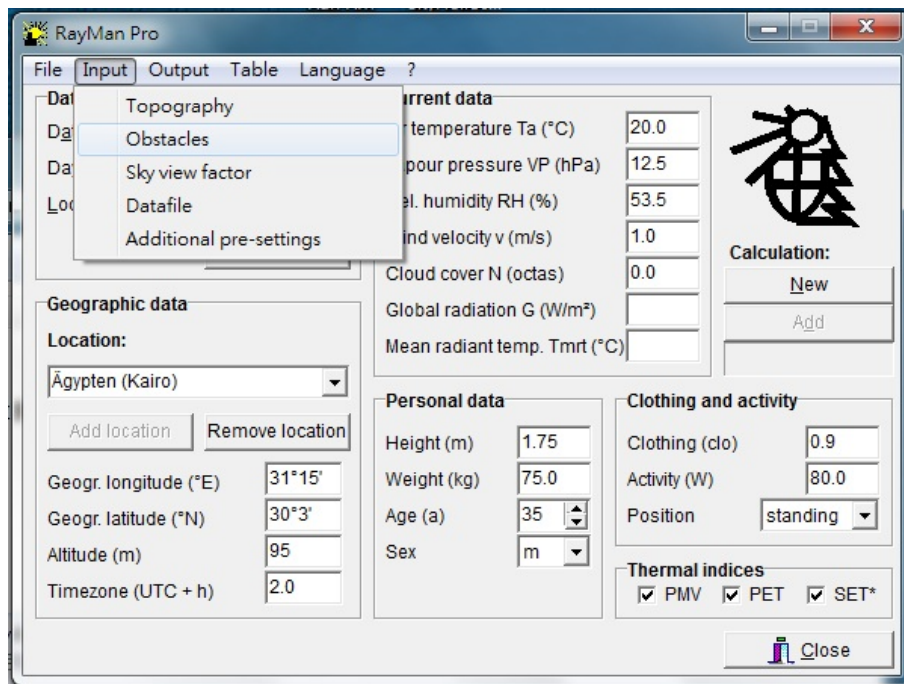 RayMan Pro
File Input Output Table Language ?
Topography
Obstacles
Sky view factor
Datafile
Additional pre-settings
Current data
temperature Ta (°C) 20.0
pour pressure VP (hPa) 12.5
humidity RH (%) 53.5
ind velocity v (m/s) 1.0
Cloud cover N (octas) 0.0
Global radiation G (W/m²)
Mean radiant temp. Tmrt (°C)
Calculation:
New
Add
Geographic data
Location:
Ägypten (Kairo)
Add location Remove location
Geogr. longitude (°E) 31°15'
Geogr. latitude (°N) 30°3'
Altitude (m) 95
Timezone (UTC + h) 2.0
Personal data
Height (m) 1.75
Weight (kg) 75.0
Age (a) 35
Sex m
Clothing and activity
Clothing (clo) 0.9
Activity (W) 80.0
Position standing
Thermal indices
PMV PET SET*
Close